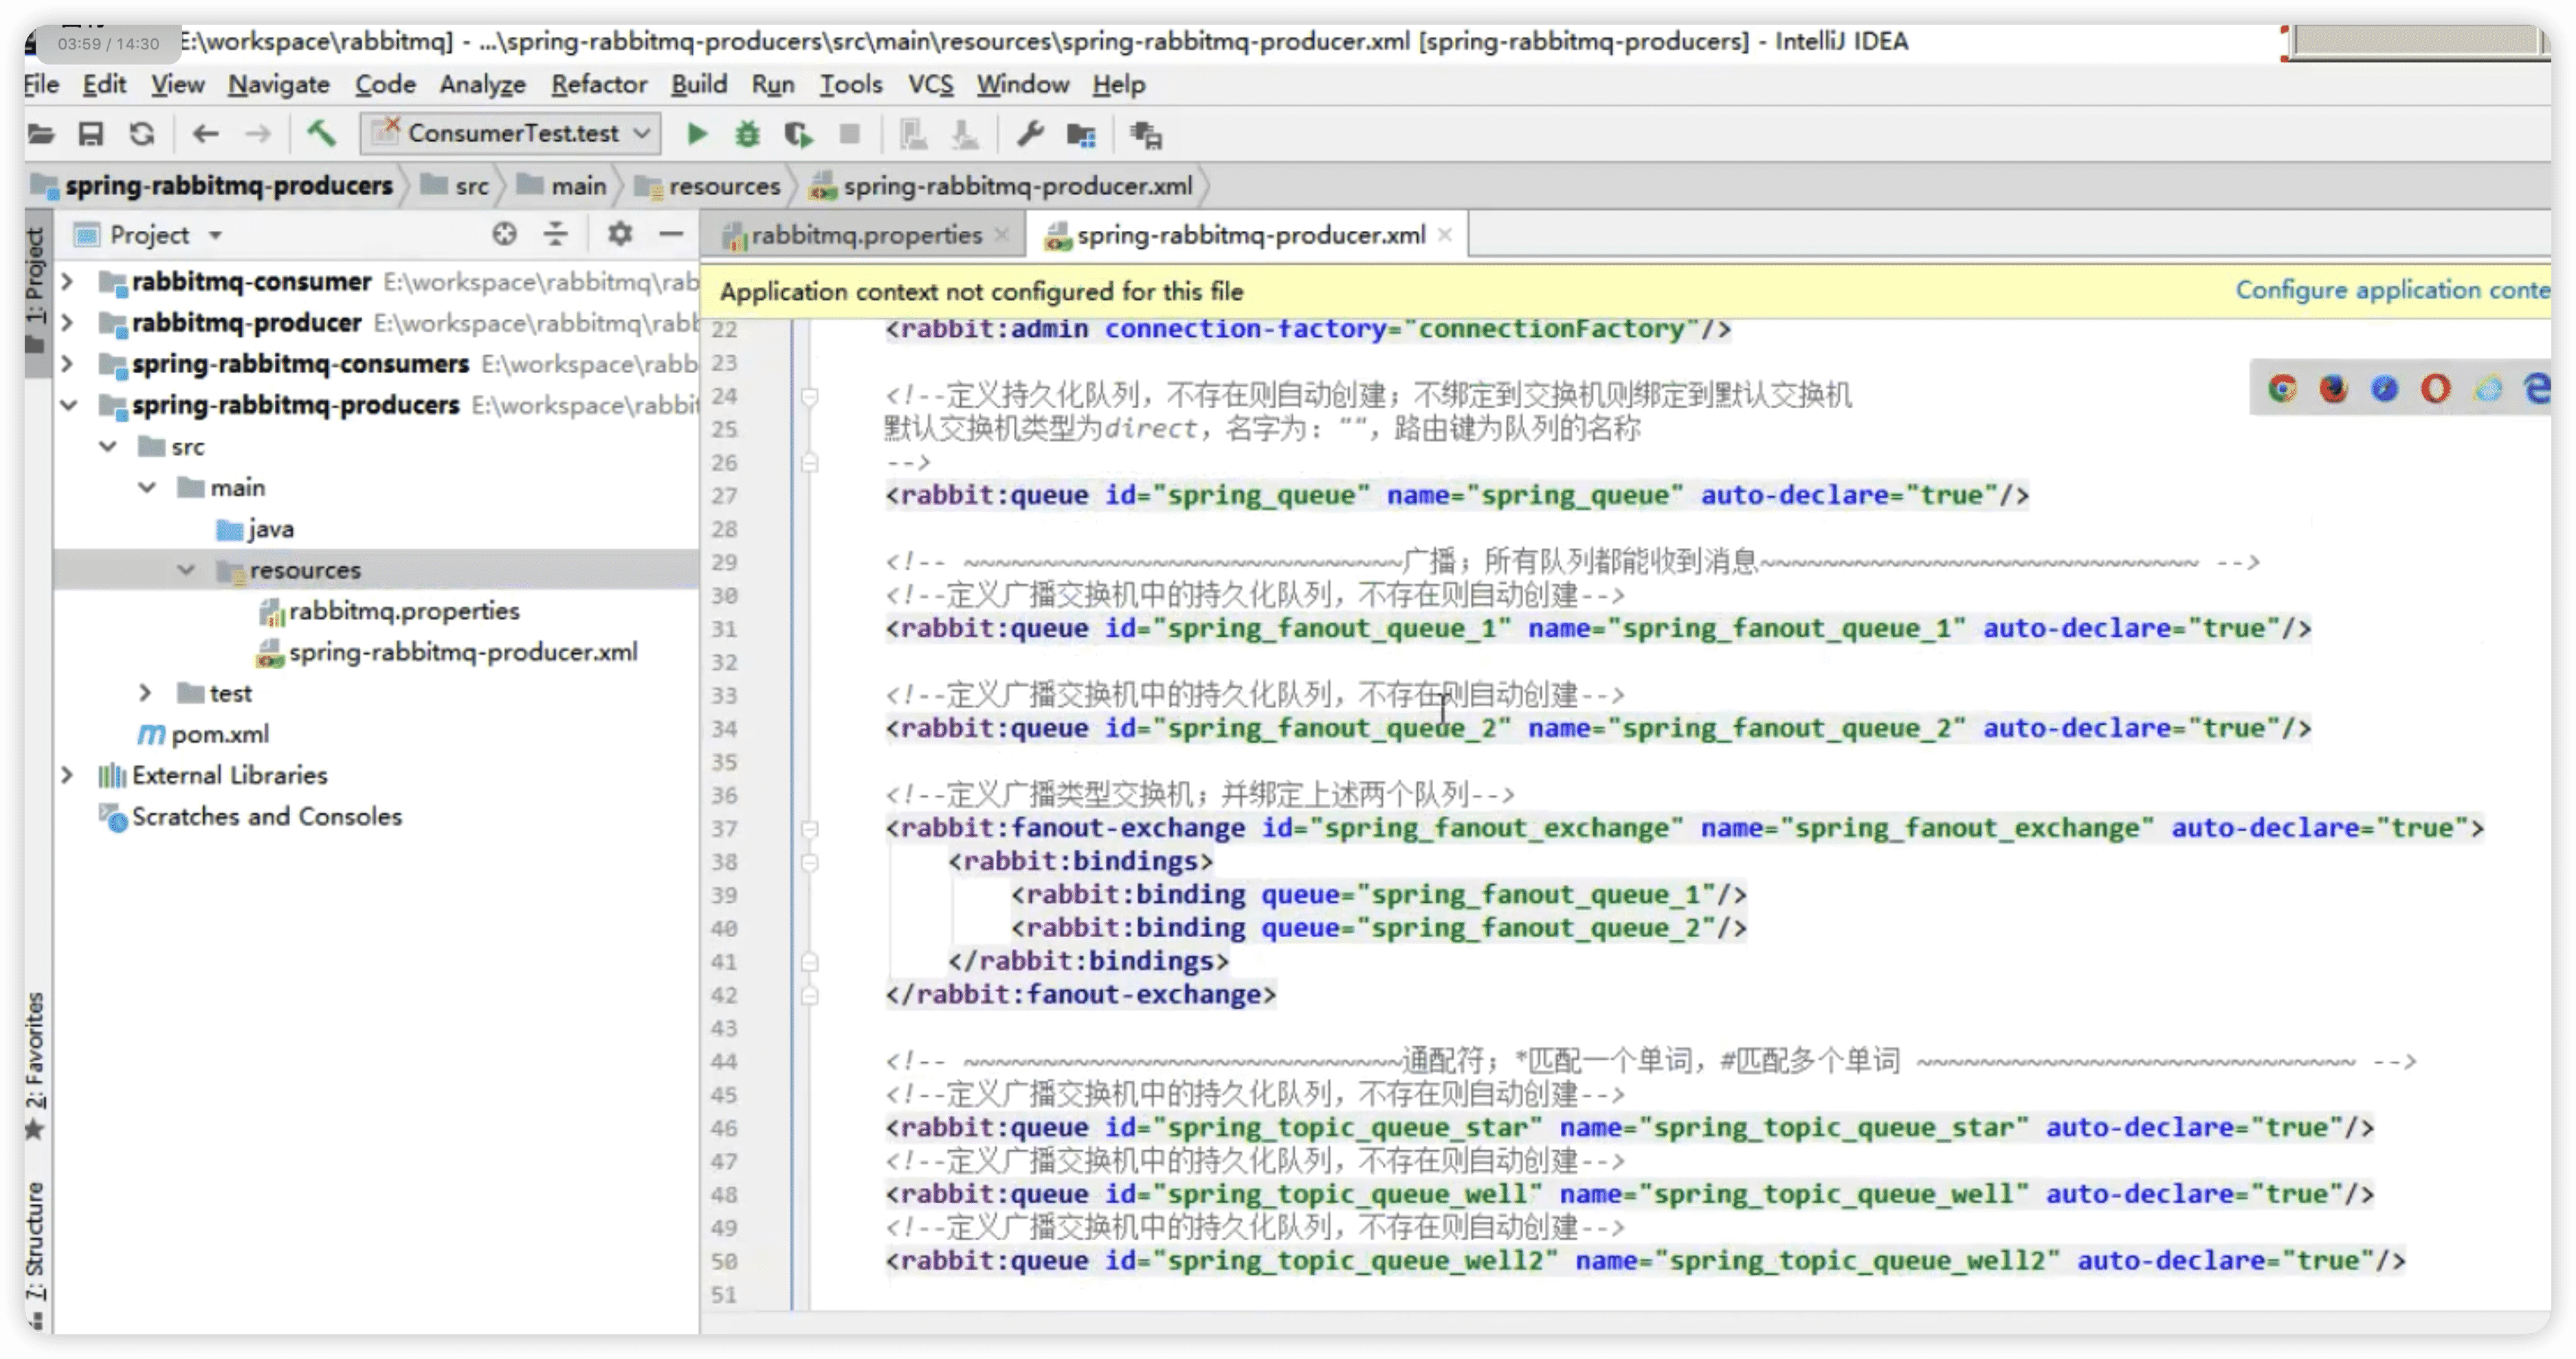 03:59 / 14:30
E:\workspace\rabbitmq] - ...\spring-rabbitmq-producers\src\main\resources\spring-rabbitmq-producer.xml [spring-rabbitmq-producers] - IntelliJ IDEA
File Edit View Navigate Code Analyze Refactor Build Run Tools VCS Window Help
ConsumerTest.test
spring-rabbitmq-producers src main resources spring-rabbitmq-producer.xml
1: Project
Project
rabbitmq-consumer E:\workspace\rabbitmq\rab
rabbitmq-producer E:\workspace\rabbitmq\rabb
spring-rabbitmq-consumers E:\workspace\rabb
spring-rabbitmq-producers E:\workspace\rabbit
src
main
java
resources
rabbitmq.properties
spring-rabbitmq-producer.xml
test
pom.xml
External Libraries
Scratches and Consoles
2: Favorites
7: Structure
rabbitmq.properties spring-rabbitmq-producer.xml
Application context not configured for this file Configure application conte
22 <rabbit:admin connection-factory="connectionFactory"/>
23
24 <!--定义持久化队列，不存在则自动创建；不绑定到交换机则绑定到默认交换机
25 默认交换机类型为direct，名字为：""，路由键为队列的名称
26 -->
27 <rabbit:queue id="spring_queue" name="spring_queue" auto-declare="true"/>
28
29 <!-- ~~~~~~~~~~~~~~~~~~~~~~~~~~~~广播；所有队列都能收到消息~~~~~~~~~~~~~~~~~~~~~~~~~~~~ -->
30 <!--定义广播交换机中的持久化队列，不存在则自动创建-->
31 <rabbit:queue id="spring_fanout_queue_1" name="spring_fanout_queue_1" auto-declare="true"/>
32
33 <!--定义广播交换机中的持久化队列，不存在则自动创建-->
34 <rabbit:queue id="spring_fanout_queue_2" name="spring_fanout_queue_2" auto-declare="true"/>
35
36 <!--定义广播类型交换机；并绑定上述两个队列-->
37 <rabbit:fanout-exchange id="spring_fanout_exchange" name="spring_fanout_exchange" auto-declare="true">
38 <rabbit:bindings>
39 <rabbit:binding queue="spring_fanout_queue_1"/>
40 <rabbit:binding queue="spring_fanout_queue_2"/>
41 </rabbit:bindings>
42 </rabbit:fanout-exchange>
43
44 <!-- ~~~~~~~~~~~~~~~~~~~~~~~~~~~~通配符；*匹配一个单词，#匹配多个单词 ~~~~~~~~~~~~~~~~~~~~~~~~~~~~ -->
45 <!--定义广播交换机中的持久化队列，不存在则自动创建-->
46 <rabbit:queue id="spring_topic_queue_star" name="spring_topic_queue_star" auto-declare="true"/>
47 <!--定义广播交换机中的持久化队列，不存在则自动创建-->
48 <rabbit:queue id="spring_topic_queue_well" name="spring_topic_queue_well" auto-declare="true"/>
49 <!--定义广播交换机中的持久化队列，不存在则自动创建-->
50 <rabbit:queue id="spring_topic_queue_well2" name="spring_topic_queue_well2" auto-declare="true"/>
51